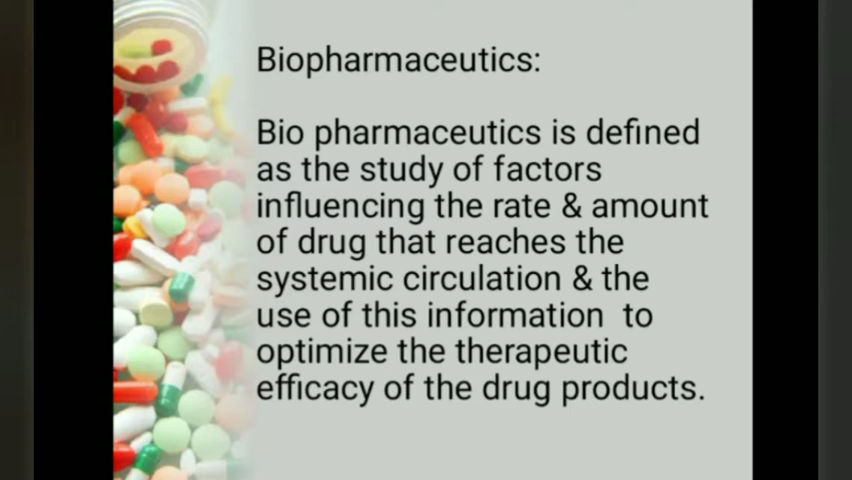 Biopharmaceutics:
Bio pharmaceutics is defined
as the study of factors
influencing the rate & amount
of drug that reaches the
systemic circulation & the
use of this information  to
optimize the therapeutic
efficacy of the drug products.